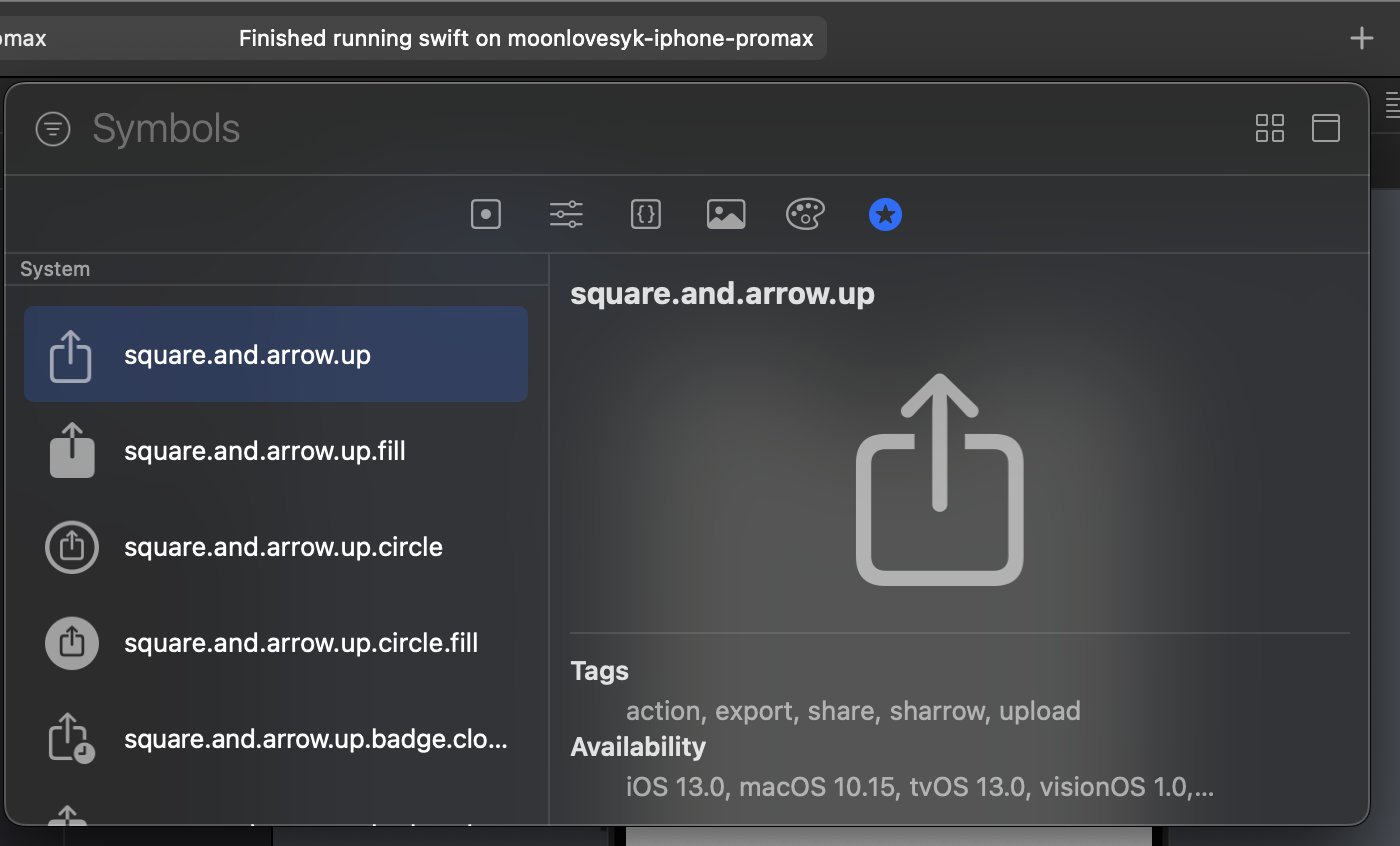 Finished running swift on moonlovesyk-iphone-promax
Symbols
System
square.and.arrow.up
square.and.arrow.up.fill
square.and.arrow.up.circle
square.and.arrow.up.circle.fill
square.and.arrow.up.badge.clo...
square.and.arrow.up
Tags
action, export, share, sharrow, upload
Availability
iOS 13.0, macOS 10.15, tvOS 13.0, visionOS 1.0,...